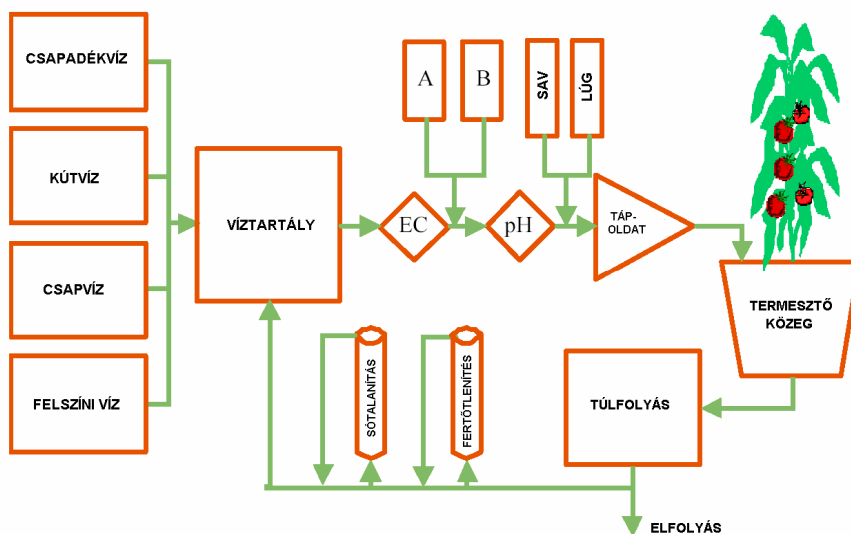 CSAPADÉKVÍZ
KÚTVÍZ
CSAPVÍZ
FELSZÍNI VÍZ
VÍZTARTÁLY
A
B
SAV
LÚG
EC
pH
TÁP-
OLDAT
TERMESZTŐ
KÖZEG
SÓTALANÍTÁS
FERTŐTLENÍTÉS
TÚLFOLYÁS
ELFOLYÁS